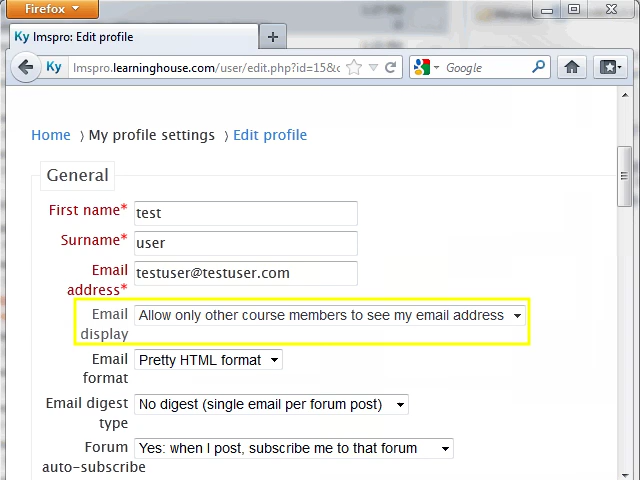 Firefox
Ky lmspro: Edit profile
Ky lmspro.learninghouse.com/user/edit.php?id=15&c
Google
Home 〉My profile settings 〉Edit profile
General
First name* test
Surname* user
Email address* testuser@testuser.com
Email display Allow only other course members to see my email address
Email format Pretty HTML format
Email digest type No digest (single email per forum post)
Forum auto-subscribe Yes: when I post, subscribe me to that forum